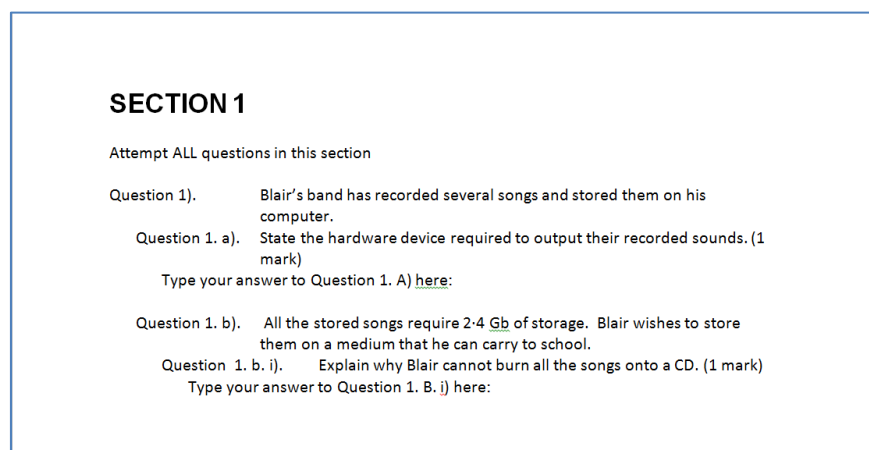 SECTION 1
Attempt ALL questions in this section
Question 1). Blair's band has recorded several songs and stored them on his
computer.
Question 1. a). State the hardware device required to output their recorded sounds. (1
mark)
Type your answer to Question 1. A) here:
Question 1. b). All the stored songs require 2·4 Gb of storage. Blair wishes to store
them on a medium that he can carry to school.
Question 1. b. i). Explain why Blair cannot burn all the songs onto a CD. (1 mark)
Type your answer to Question 1. B. i) here: